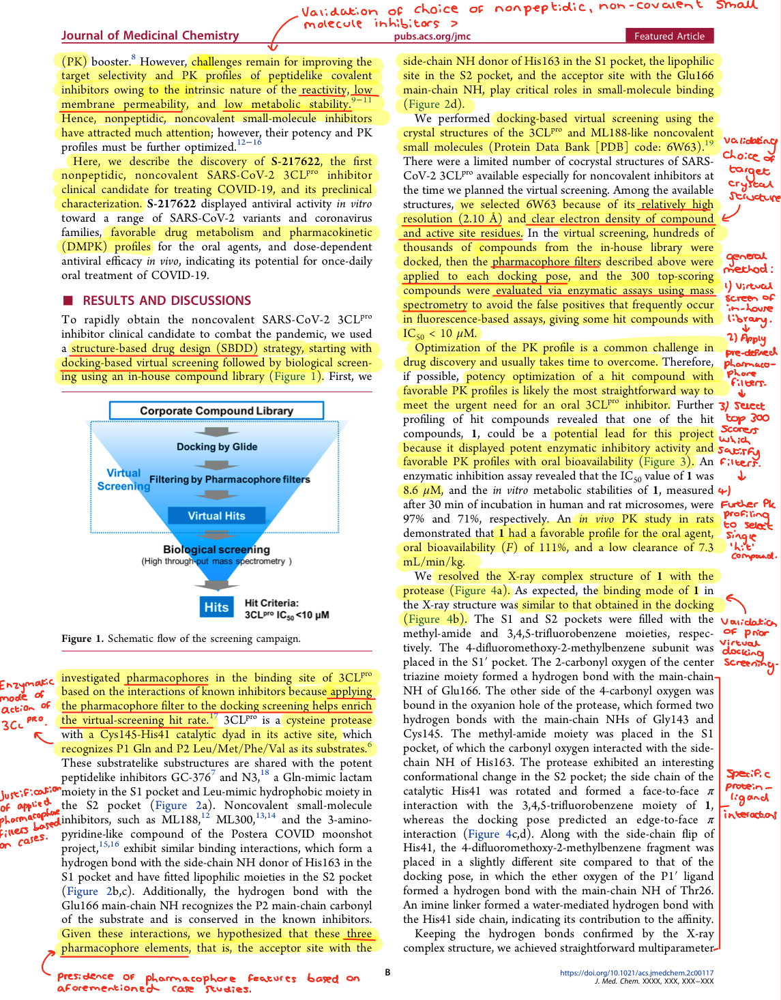 Validation of choice of nonpeptidic, non-covalent small
molecule inhibitors >
Journal of Medicinal Chemistry
pubs.acs.org/jmc
Featured Article
(PK) booster.8 However, challenges remain for improving the
target selectivity and PK profiles of peptidelike covalent
inhibitors owing to the intrinsic nature of the reactivity, low
membrane permeability, and low metabolic stability.9−11
Hence, nonpeptidic, noncovalent small-molecule inhibitors
have attracted much attention; however, their potency and PK
profiles must be further optimized.12−16
Here, we describe the discovery of S-217622, the first
nonpeptidic, noncovalent SARS-CoV-2 3CLpro inhibitor
clinical candidate for treating COVID-19, and its preclinical
characterization. S-217622 displayed antiviral activity in vitro
toward a range of SARS-CoV-2 variants and coronavirus
families, favorable drug metabolism and pharmacokinetic
(DMPK) profiles for the oral agents, and dose-dependent
antiviral efficacy in vivo, indicating its potential for once-daily
oral treatment of COVID-19.
■ RESULTS AND DISCUSSIONS
To rapidly obtain the noncovalent SARS-CoV-2 3CLpro
inhibitor clinical candidate to combat the pandemic, we used
a structure-based drug design (SBDD) strategy, starting with
docking-based virtual screening followed by biological screen-
ing using an in-house compound library (Figure 1). First, we
Corporate Compound Library
Docking by Glide
Virtual
Screening
Filtering by Pharmacophore filters
Virtual Hits
Biological screening
(High through-put mass spectrometry )
Hits
Hit Criteria:
3CLpro IC50 <10 μM
Figure 1. Schematic flow of the screening campaign.
investigated pharmacophores in the binding site of 3CLpro
based on the interactions of known inhibitors because applying
the pharmacophore filter to the docking screening helps enrich
the virtual-screening hit rate.17 3CLpro is a cysteine protease
with a Cys145-His41 catalytic dyad in its active site, which
recognizes P1 Gln and P2 Leu/Met/Phe/Val as its substrates.6
These substratelike substructures are shared with the potent
peptidelike inhibitors GC-3767 and N3,18 a Gln-mimic lactam
moiety in the S1 pocket and Leu-mimic hydrophobic moiety in
the S2 pocket (Figure 2a). Noncovalent small-molecule
inhibitors, such as ML188,12 ML300,13,14 and the 3-amino-
pyridine-like compound of the Postera COVID moonshot
project,15,16 exhibit similar binding interactions, which form a
hydrogen bond with the side-chain NH donor of His163 in the
S1 pocket and have fitted lipophilic moieties in the S2 pocket
(Figure 2b,c). Additionally, the hydrogen bond with the
Glu166 main-chain NH recognizes the P2 main-chain carbonyl
of the substrate and is conserved in the known inhibitors.
Given these interactions, we hypothesized that these three
pharmacophore elements, that is, the acceptor site with the
Enzymatic
mode of
action of
3CL PRO.
Justification
of applied
pharmacophore
filters based
on cases.
presidence of pharmacophore features based on
aforementioned case studies.
side-chain NH donor of His163 in the S1 pocket, the lipophilic
site in the S2 pocket, and the acceptor site with the Glu166
main-chain NH, play critical roles in small-molecule binding
(Figure 2d).
We performed docking-based virtual screening using the
crystal structures of the 3CLpro and ML188-like noncovalent
small molecules (Protein Data Bank [PDB] code: 6W63).19
There were a limited number of cocrystal structures of SARS-
CoV-2 3CLpro available especially for noncovalent inhibitors at
the time we planned the virtual screening. Among the available
structures, we selected 6W63 because of its relatively high
resolution (2.10 Å) and clear electron density of compound
and active site residues. In the virtual screening, hundreds of
thousands of compounds from the in-house library were
docked, then the pharmacophore filters described above were
applied to each docking pose, and the 300 top-scoring
compounds were evaluated via enzymatic assays using mass
spectrometry to avoid the false positives that frequently occur
in fluorescence-based assays, giving some hit compounds with
IC50 < 10 μM.
Optimization of the PK profile is a common challenge in
drug discovery and usually takes time to overcome. Therefore,
if possible, potency optimization of a hit compound with
favorable PK profiles is likely the most straightforward way to
meet the urgent need for an oral 3CLpro inhibitor. Further
profiling of hit compounds revealed that one of the hit
compounds, 1, could be a potential lead for this project
because it displayed potent enzymatic inhibitory activity and
favorable PK profiles with oral bioavailability (Figure 3). An
enzymatic inhibition assay revealed that the IC50 value of 1 was
8.6 μM, and the in vitro metabolic stabilities of 1, measured
after 30 min of incubation in human and rat microsomes, were
97% and 71%, respectively. An in vivo PK study in rats
demonstrated that 1 had a favorable profile for the oral agent,
oral bioavailability (F) of 111%, and a low clearance of 7.3
mL/min/kg.
We resolved the X-ray complex structure of 1 with the
protease (Figure 4a). As expected, the binding mode of 1 in
the X-ray structure was similar to that obtained in the docking
(Figure 4b). The S1 and S2 pockets were filled with the
methyl-amide and 3,4,5-trifluorobenzene moieties, respec-
tively. The 4-difluoromethoxy-2-methylbenzene subunit was
placed in the S1′ pocket. The 2-carbonyl oxygen of the center
triazine moiety formed a hydrogen bond with the main-chain
NH of Glu166. The other side of the 4-carbonyl oxygen was
bound in the oxyanion hole of the protease, which formed two
hydrogen bonds with the main-chain NHs of Gly143 and
Cys145. The methyl-amide moiety was placed in the S1
pocket, of which the carbonyl oxygen interacted with the side-
chain NH of His163. The protease exhibited an interesting
conformational change in the S2 pocket; the side chain of the
catalytic His41 was rotated and formed a face-to-face π
interaction with the 3,4,5-trifluorobenzene moiety of 1,
whereas the docking pose predicted an edge-to-face π
interaction (Figure 4c,d). Along with the side-chain flip of
His41, the 4-difluoromethoxy-2-methylbenzene fragment was
placed in a slightly different site compared to that of the
docking pose, in which the ether oxygen of the P1′ ligand
formed a hydrogen bond with the main-chain NH of Thr26.
An imine linker formed a water-mediated hydrogen bond with
the His41 side chain, indicating its contribution to the affinity.
Keeping the hydrogen bonds confirmed by the X-ray
complex structure, we achieved straightforward multiparameter
validating
choice of
target
crystal
structure
general
method:
1) virtual
screen of
in-house
library.
2) Apply
pre-defined
pharmaco-
phore
filters.
3) Select
top 300
scorers
which
satisfy
filters.
4)
Further PK
profiling
to select
single
'hit'
compound.
validation
of prior
virtual
docking
screening.
Specific
protein-
ligand
interactions
B
https://doi.org/10.1021/acs.jmedchem.2c00117
J. Med. Chem. XXXX, XXX, XXX−XXX